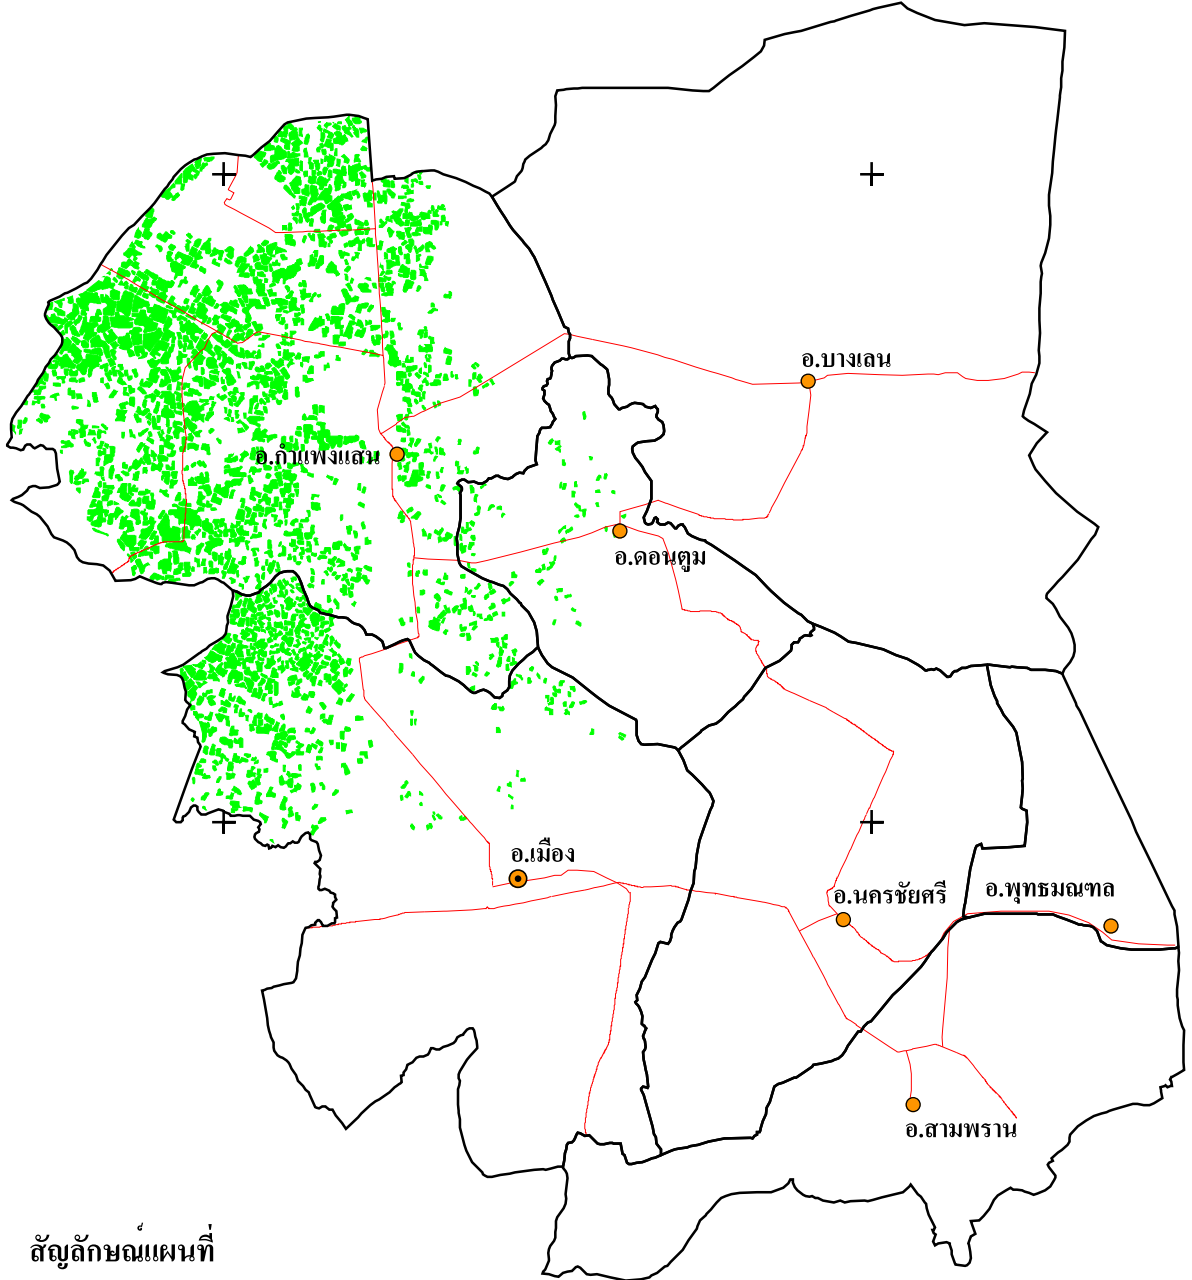 อ.บางเลน
อ.กำแพงแสน
อ.ดอนตูม
อ.เมือง
อ.นครชัยศรี
อ.พุทธมณฑล
อ.สามพราน
สัญลักษณ์แผนที่